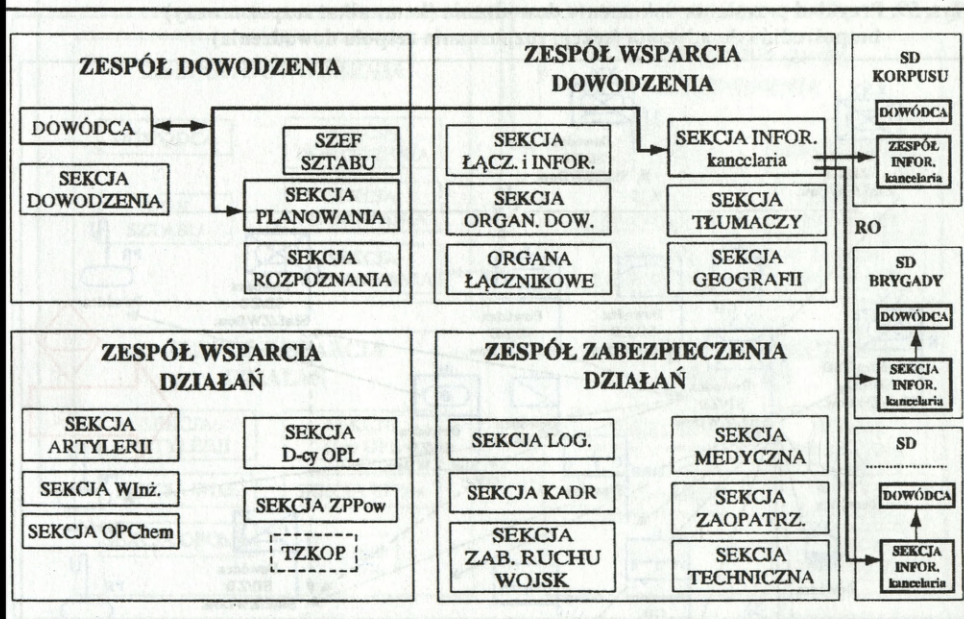 ZESPÓŁ DOWODZENIA
DOWÓDCA
SEKCJA
DOWODZENIA
SZEF
SZTABU
SEKCJA
PLANOWANIA
SEKCJA
ROZPOZNANIA
ZESPÓŁ WSPARCIA
DOWODZENIA
SEKCJA
ŁĄCZ. i INFOR.
SEKCJA
ORGAN. DOW.
ORGANA
ŁĄCZNIKOWE
SEKCJA INFOR.
kancelaria
SEKCJA
TŁUMACZY
SEKCJA
GEOGRAFII
SD
KORPUSU
DOWÓDCA
ZESPÓŁ
INFOR.
kancelaria
RO
SD
BRYGADY
DOWÓDCA
SEKCJA
INFOR.
kancelaria
SD
..............
DOWÓDCA
SEKCJA
INFOR.
kancelaria
ZESPÓŁ WSPARCIA
DZIAŁAŃ
SEKCJA
ARTYLERII
SEKCJA WInż.
SEKCJA OPChem
SEKCJA
D-cy OPL
SEKCJA ZPPow
TZKOP
ZESPÓŁ ZABEZPIECZENIA
DZIAŁAŃ
SEKCJA LOG.
SEKCJA KADR
SEKCJA
ZAB. RUCHU
WOJSK
SEKCJA
MEDYCZNA
SEKCJA
ZAOPATRZ.
SEKCJA
TECHNICZNA